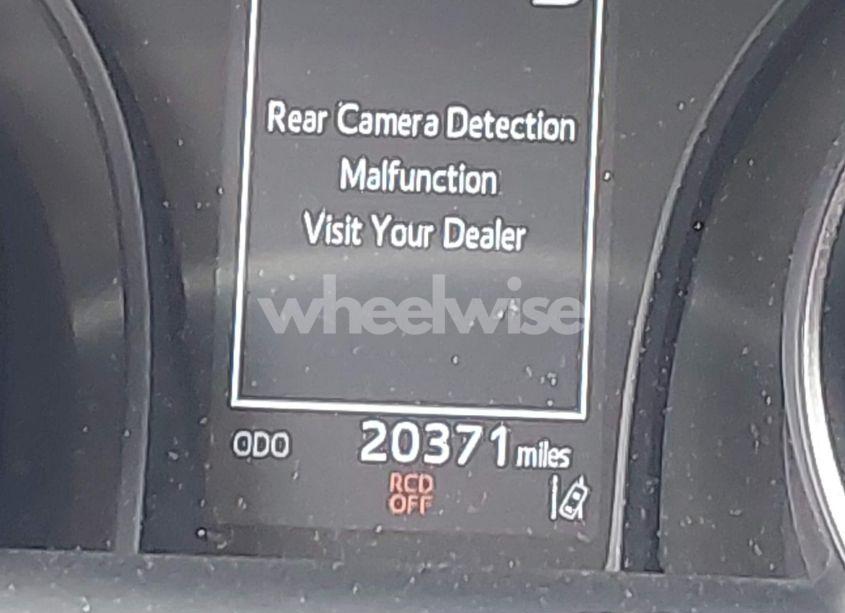 Rear Camera Detection
Malfunction
Visit Your Dealer
wheelwise
ODO 20371 miles
RCD
OFF